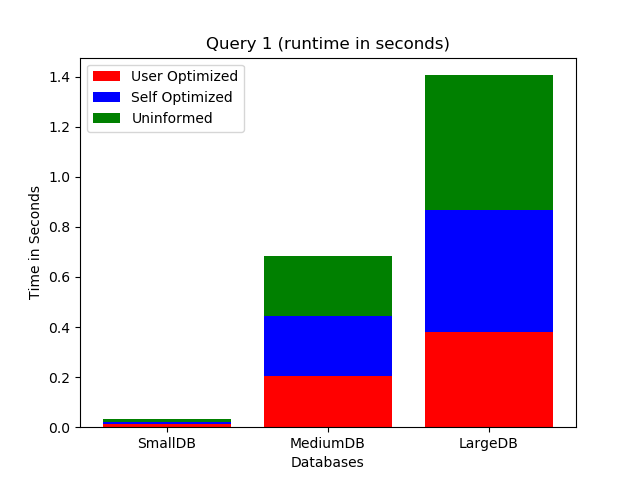 Query 1 (runtime in seconds)
User Optimized
Self Optimized
Uninformed
Time in Seconds
1.4
1.2
1.0
0.8
0.6
0.4
0.2
0.0
SmallDB MediumDB LargeDB
Databases